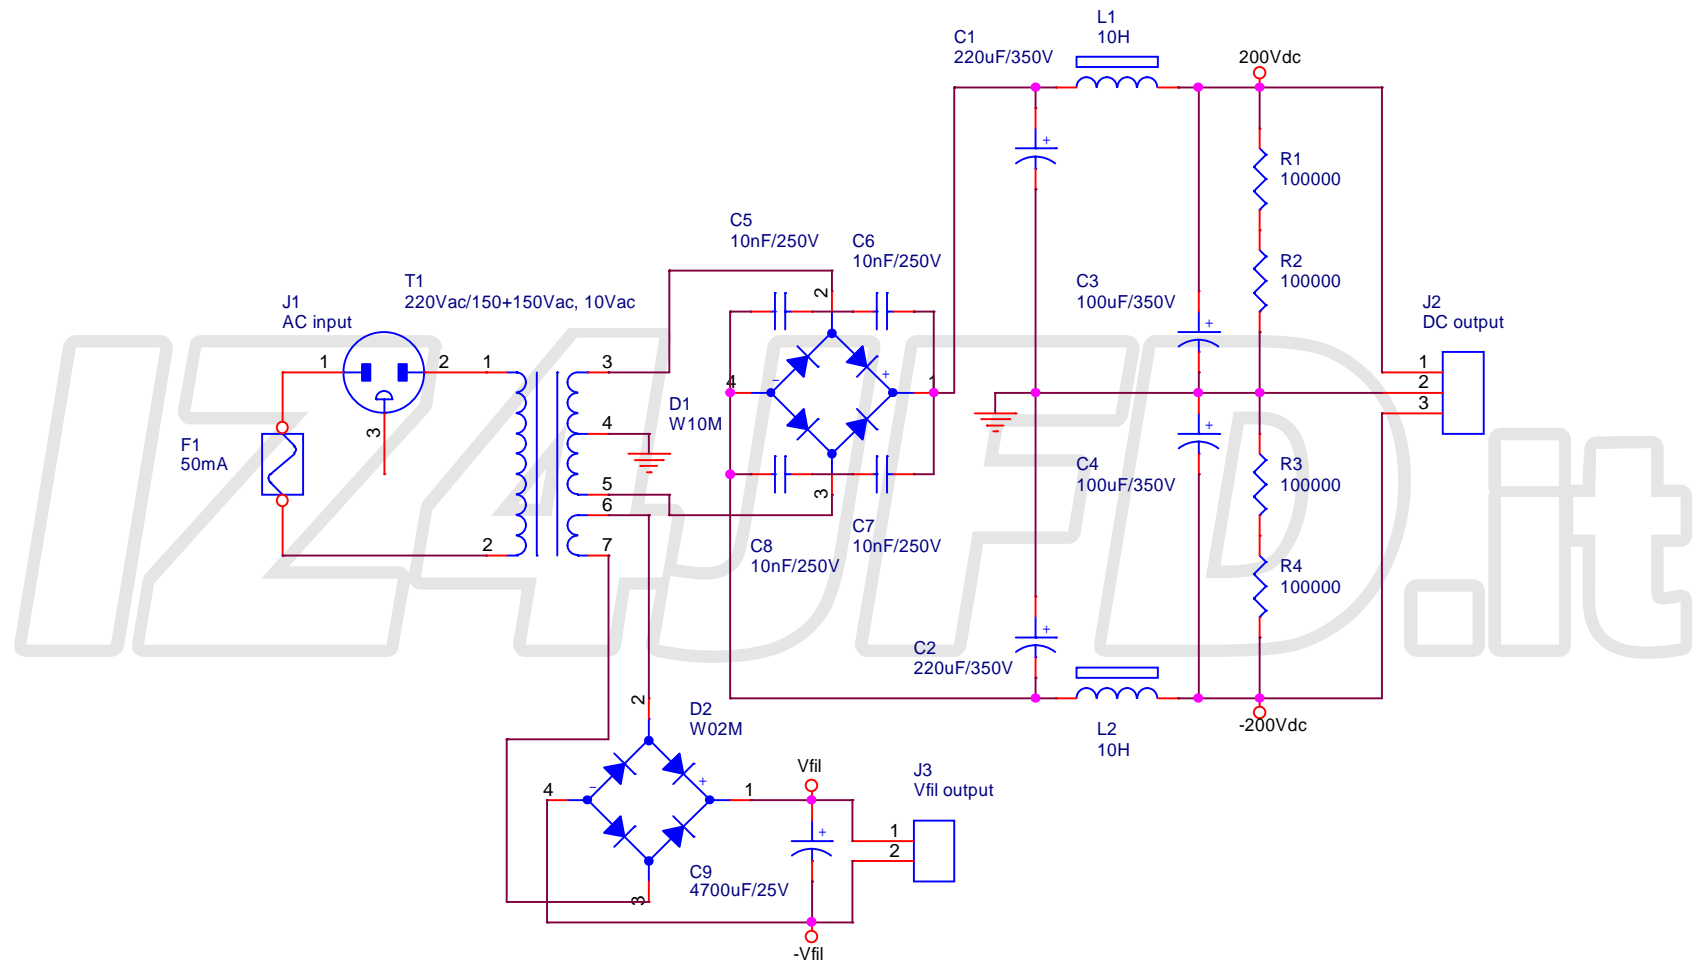 C1
220uF/350V
L1
10H
200Vdc
R1
100000
C5
10nF/250V
C6
10nF/250V
R2
100000
C3
100uF/350V
J1
AC input
T1
220Vac/150+150Vac, 10Vac
J2
DC output
1
2
3
1
2
3
4
5
6
7
2
1
2
4
1
3
−
+
D1
W10M
1
2
3
F1
50mA
C4
100uF/350V
R3
100000
C8
10nF/250V
C7
10nF/250V
R4
100000
IZ4JFD.it
C2
220uF/350V
L2
10H
-200Vdc
D2
W02M
2
4
1
3
−
+
Vfil
J3
Vfil output
1
2
C9
4700uF/25V
-Vfil
+
+
+
+
+